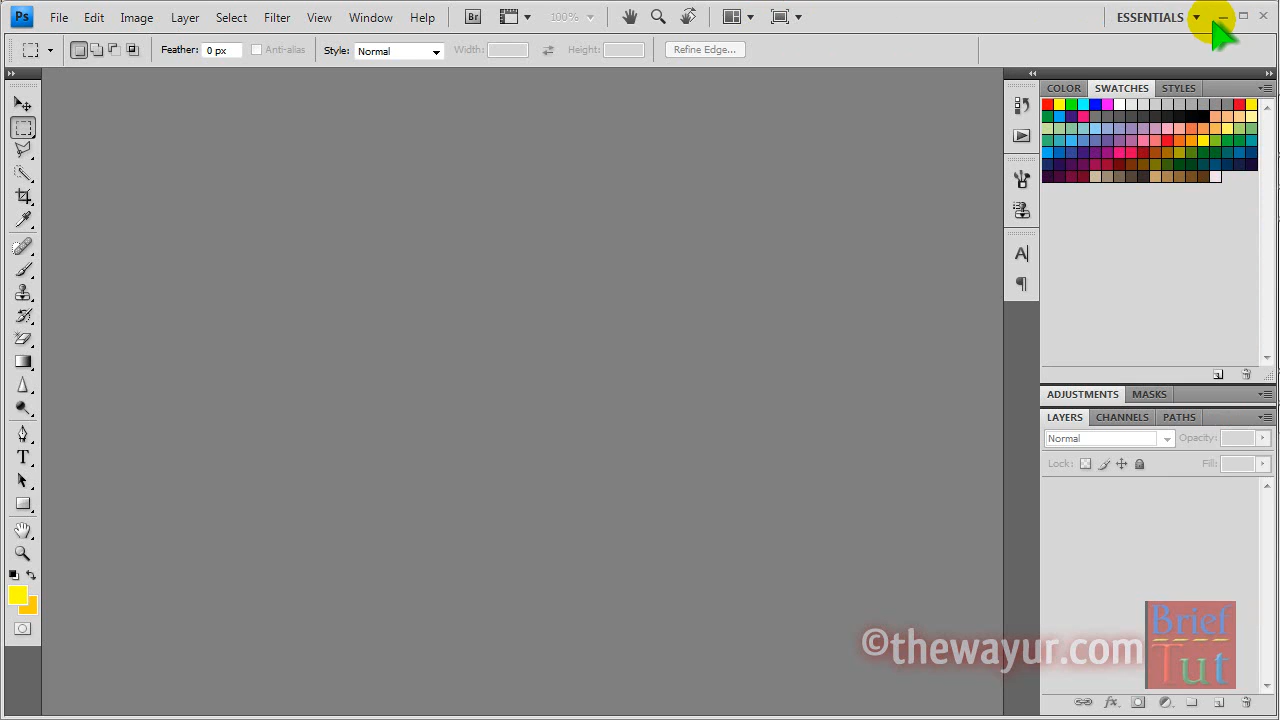 Ps File Edit Image Layer Select Filter View Window Help Br 100% ESSENTIALS
Feather: 0 px Anti-alias Style: Normal Width: Height: Refine Edge...
COLOR SWATCHES STYLES
A
ADJUSTMENTS MASKS
LAYERS CHANNELS PATHS
Normal Opacity:
Lock: Fill:
T
Brief
Tut
©thewayur.com
fx